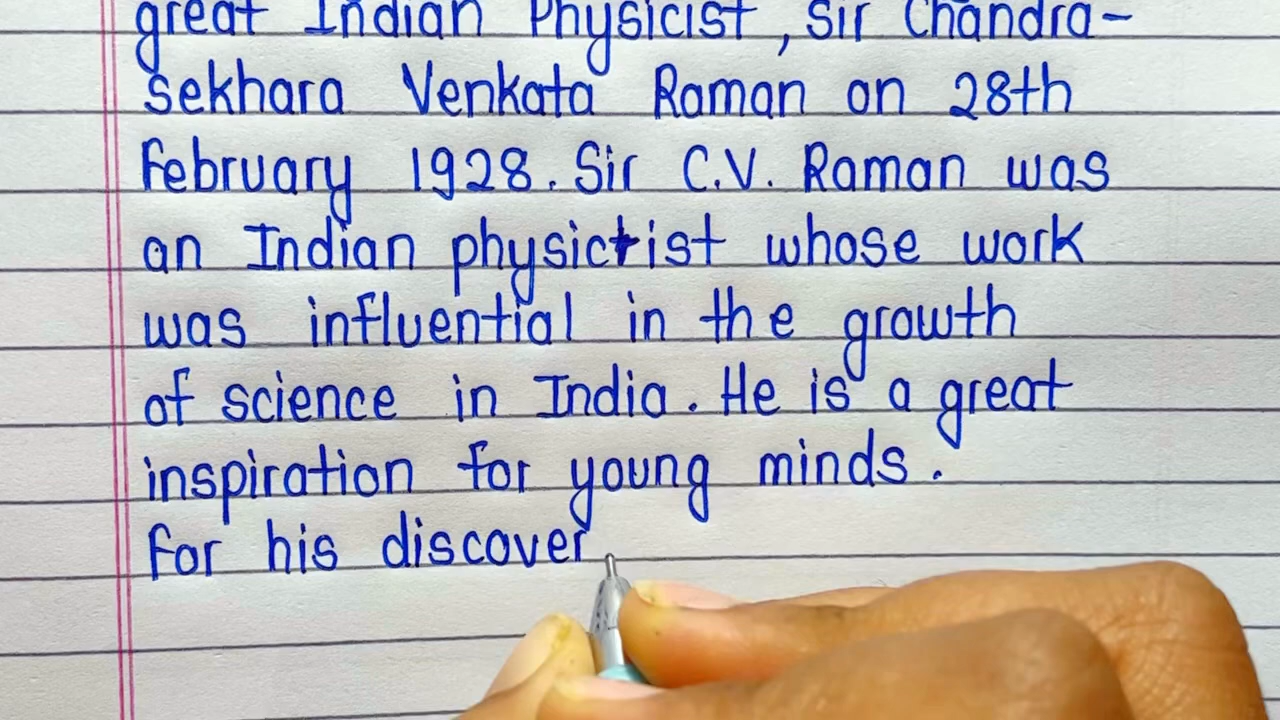 great Indian Physicist, Sir Chandra-
sekhara Venkata Raman on 28th
February 1928. Sir C.V. Raman was
an Indian physictist whose work
was influential in the growth
of science in India. He is a great
inspiration for young minds.
For his discover